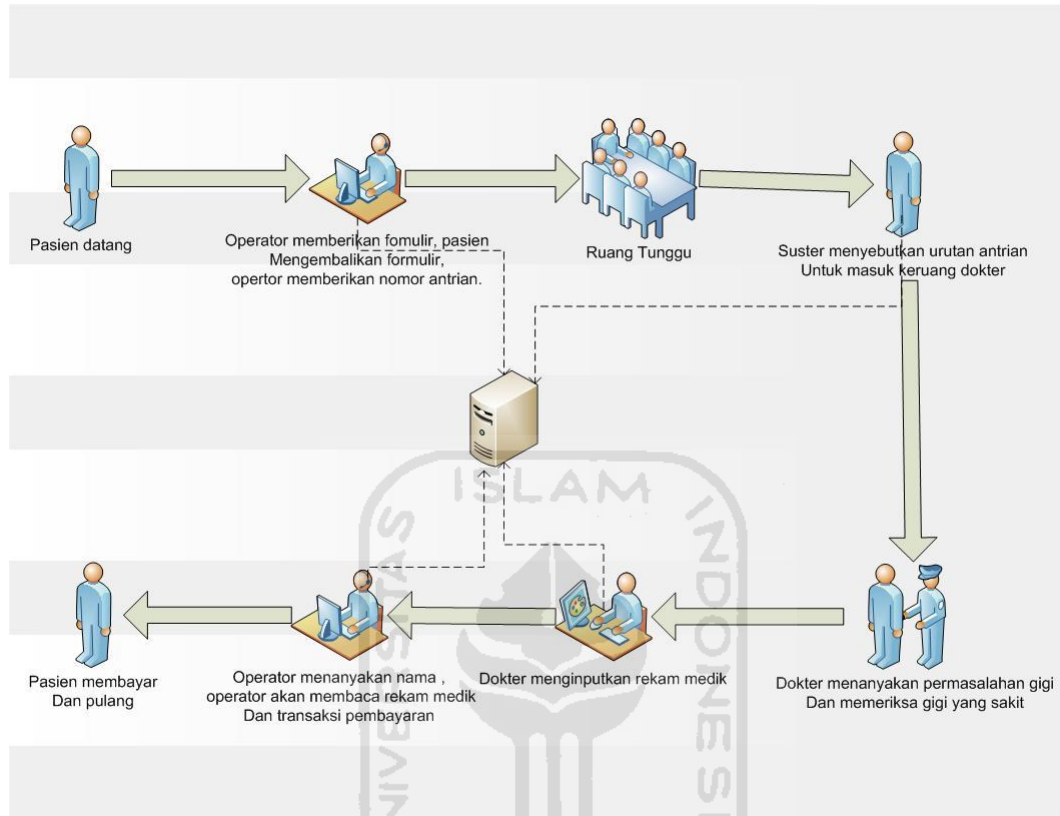 Pasien datang
Operator memberikan fomulir, pasien
Mengembalikan formulir,
opertor memberikan nomor antrian.
Ruang Tunggu
Suster menyebutkan urutan antrian
Untuk masuk keruang dokter
Pasien membayar
Dan pulang
Operator menanyakan nama ,
operator akan membaca rekam medik
Dan transaksi pembayaran
Dokter menginputkan rekam medik
Dokter menanyakan permasalahan gigi
Dan memeriksa gigi yang sakit
ISLAM